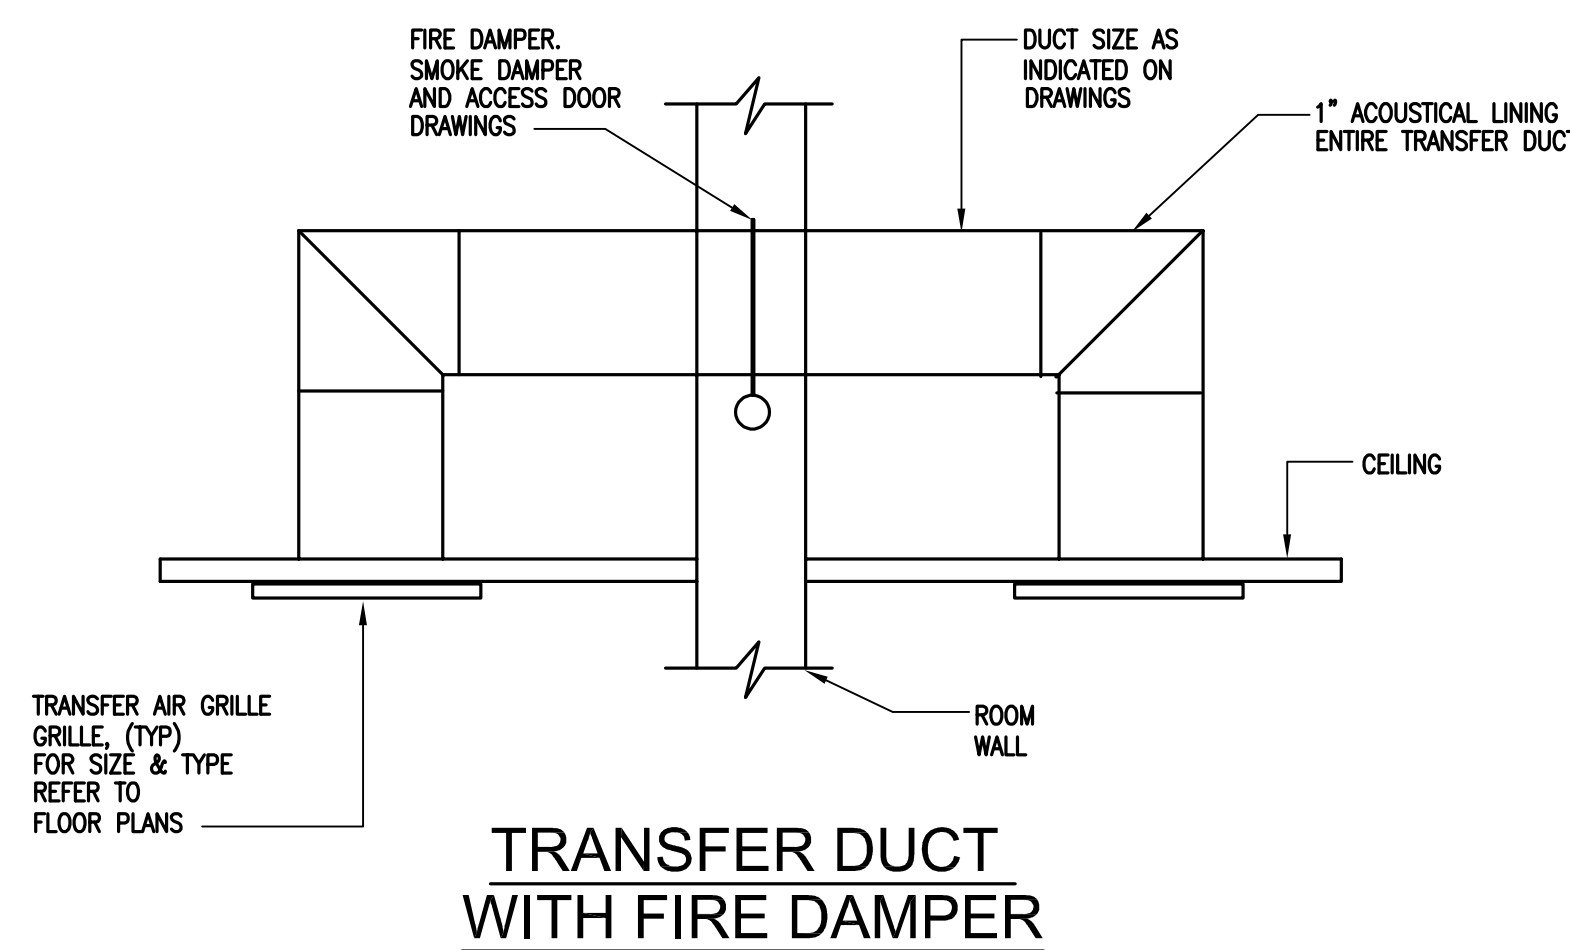 FIRE DAMPER.
SMOKE DAMPER
AND ACCESS DOOR
DRAWINGS
DUCT SIZE AS
INDICATED ON
DRAWINGS
1" ACOUSTICAL LINING
ENTIRE TRANSFER DUCT
CEILING
TRANSFER AIR GRILLE
GRILLE, (TYP)
FOR SIZE & TYPE
REFER TO
FLOOR PLANS
ROOM
WALL
TRANSFER DUCT
WITH FIRE DAMPER